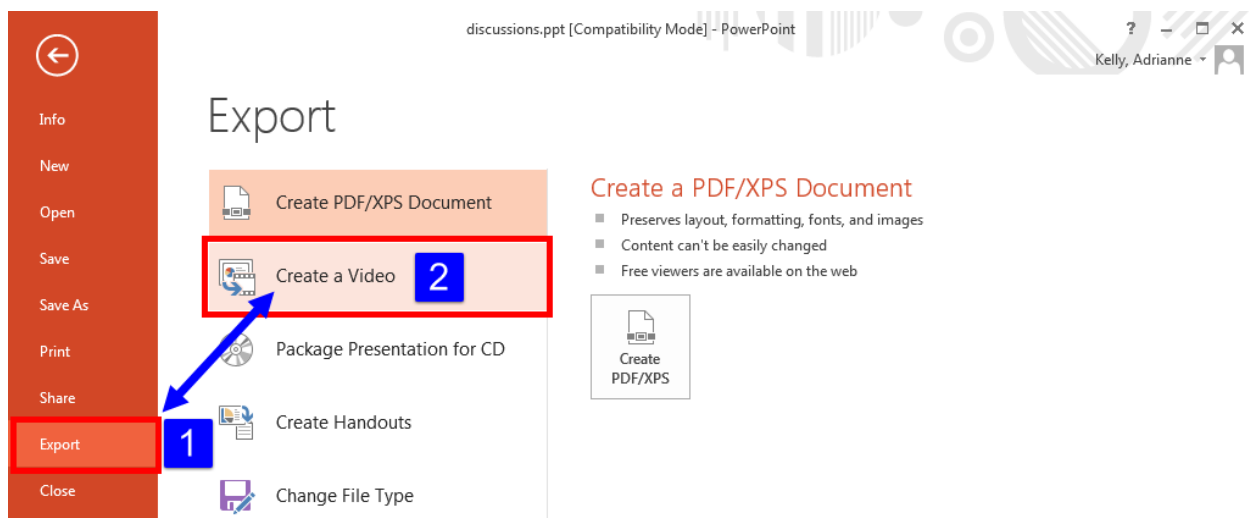 discussions.ppt [Compatibility Mode] - PowerPoint
?
Kelly, Adrianne
Info
New
Open
Save
Save As
Print
Share
Export
Close
Export
Create PDF/XPS Document
Create a Video
2
Package Presentation for CD
1
Create Handouts
Change File Type
Create a PDF/XPS Document
Preserves layout, formatting, fonts, and images
Content can't be easily changed
Free viewers are available on the web
Create
PDF/XPS